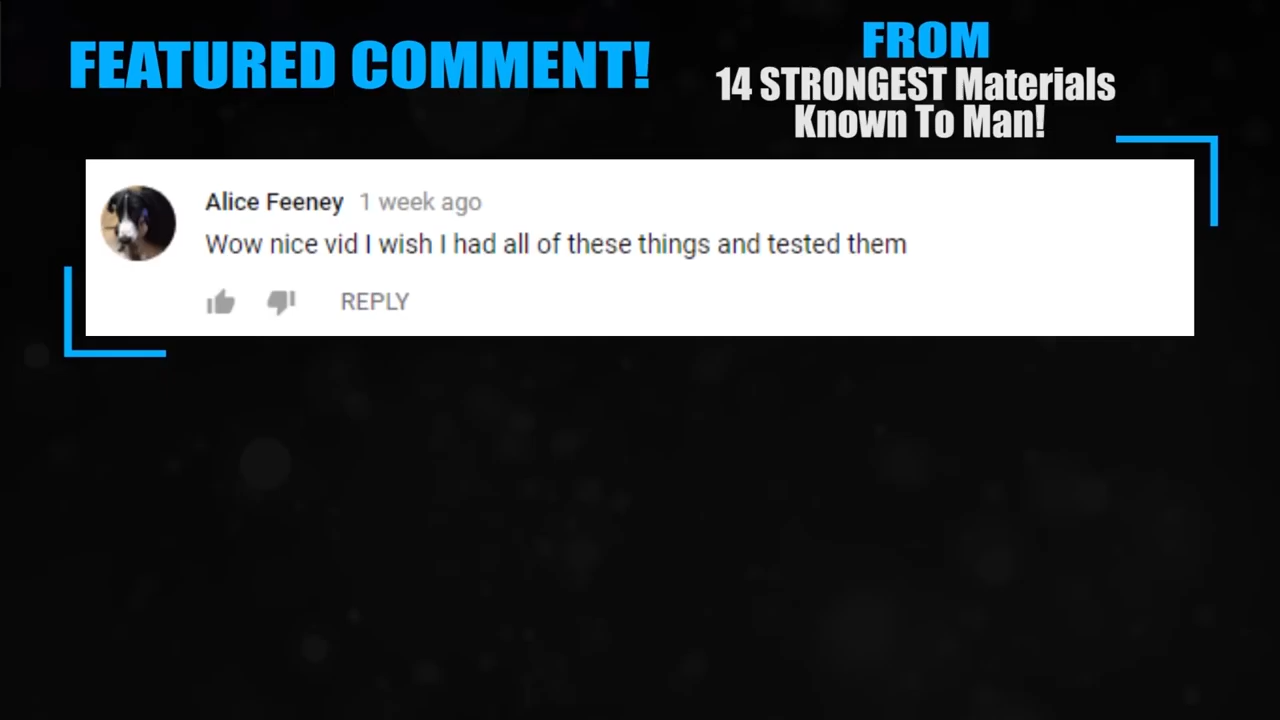 FEATURED COMMENT!
FROM
14 STRONGEST Materials
Known To Man!
Alice Feeney 1 week ago
Wow nice vid I wish I had all of these things and tested them
REPLY